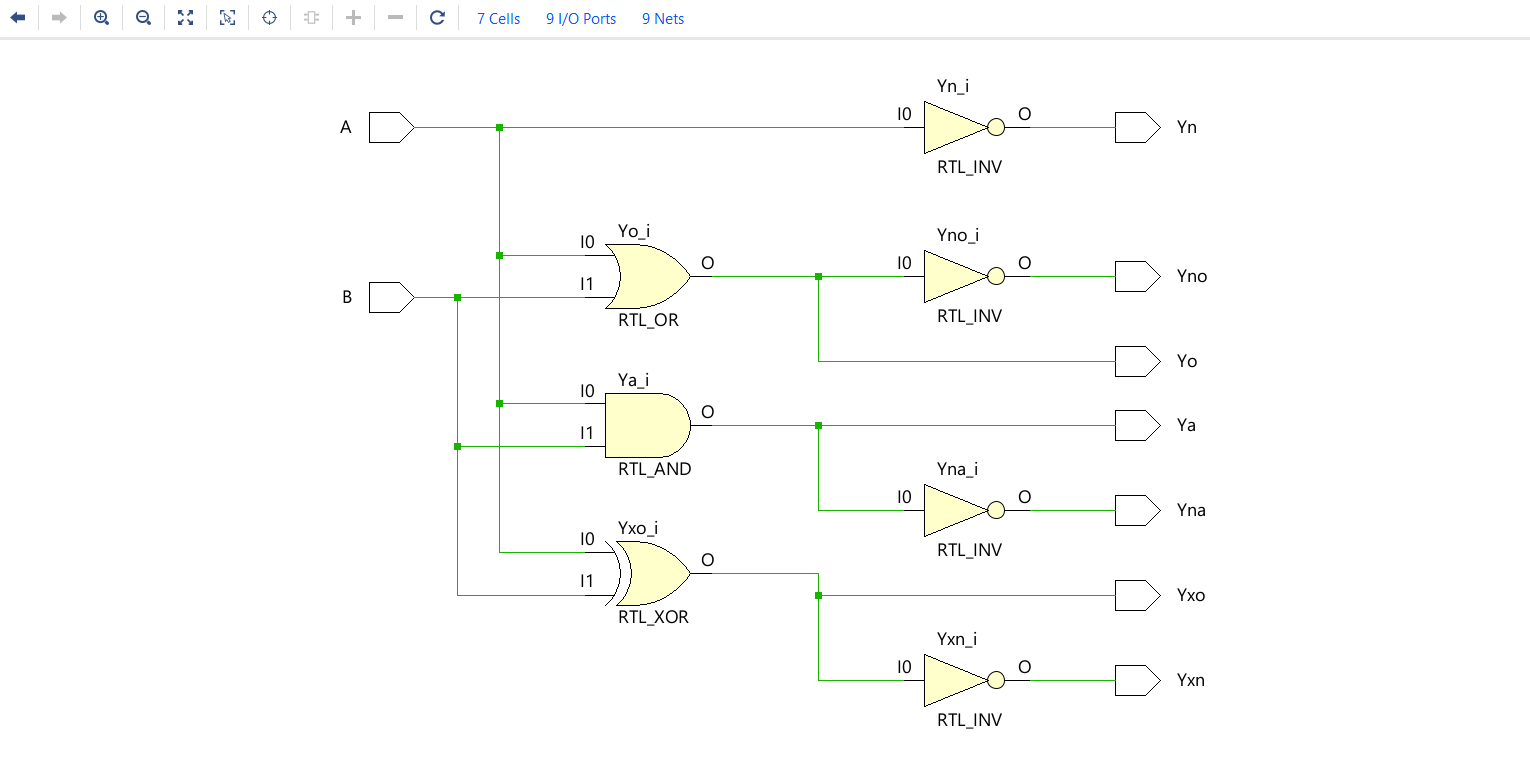 7 Cells 9 I/O Ports 9 Nets
Yn_i
A I0 O Yn
RTL_INV
Yo_i
I0 O
I1
RTL_OR
Yno_i
I0 O Yno
RTL_INV
B
Yo
Ya_i
I0 O Ya
I1
RTL_AND
Yna_i
I0 O Yna
RTL_INV
Yxo_i
I0 O Yxo
I1
RTL_XOR
Yxn_i
I0 O Yxn
RTL_INV